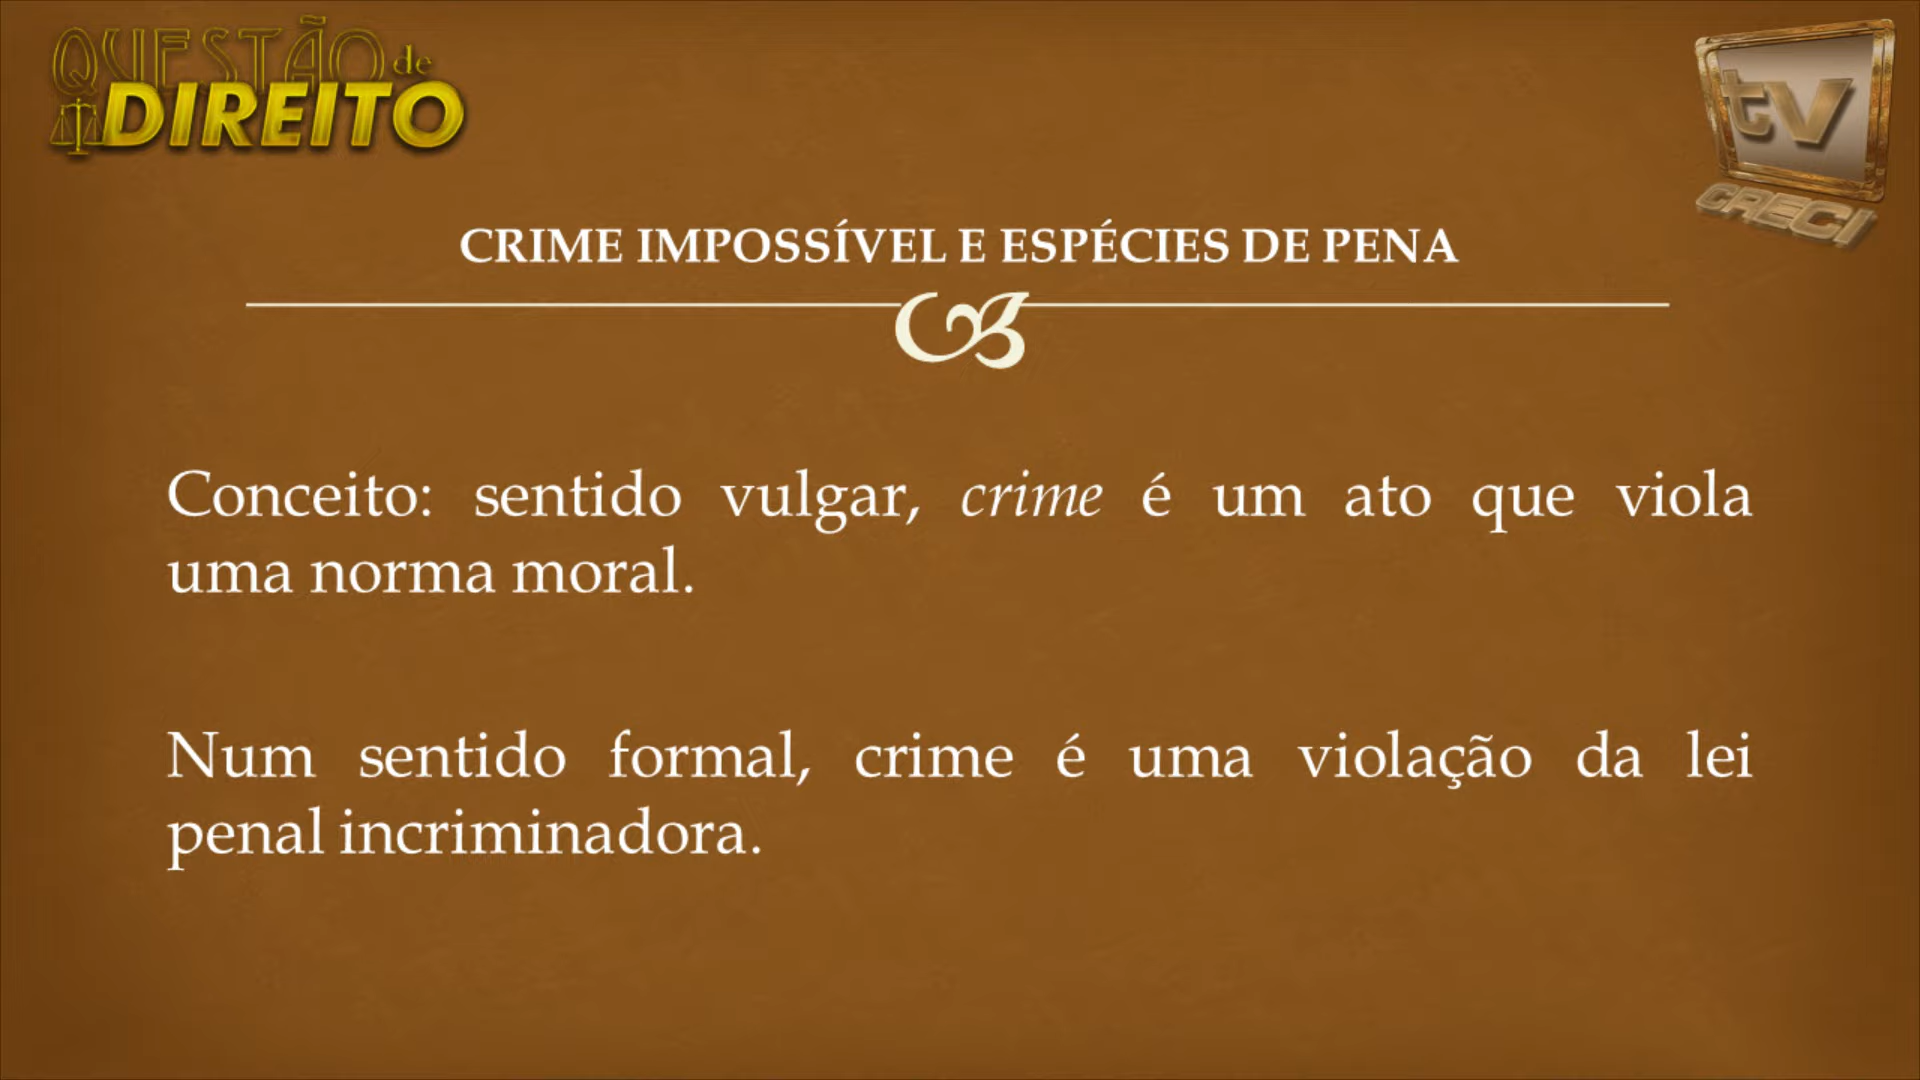 QUESTÃO de
DIREITO
tv
CRECI
CRIME IMPOSSÍVEL E ESPÉCIES DE PENA
Conceito: sentido vulgar, crime é um ato que viola
uma norma moral.
Num sentido formal, crime é uma violação da lei
penal incriminadora.